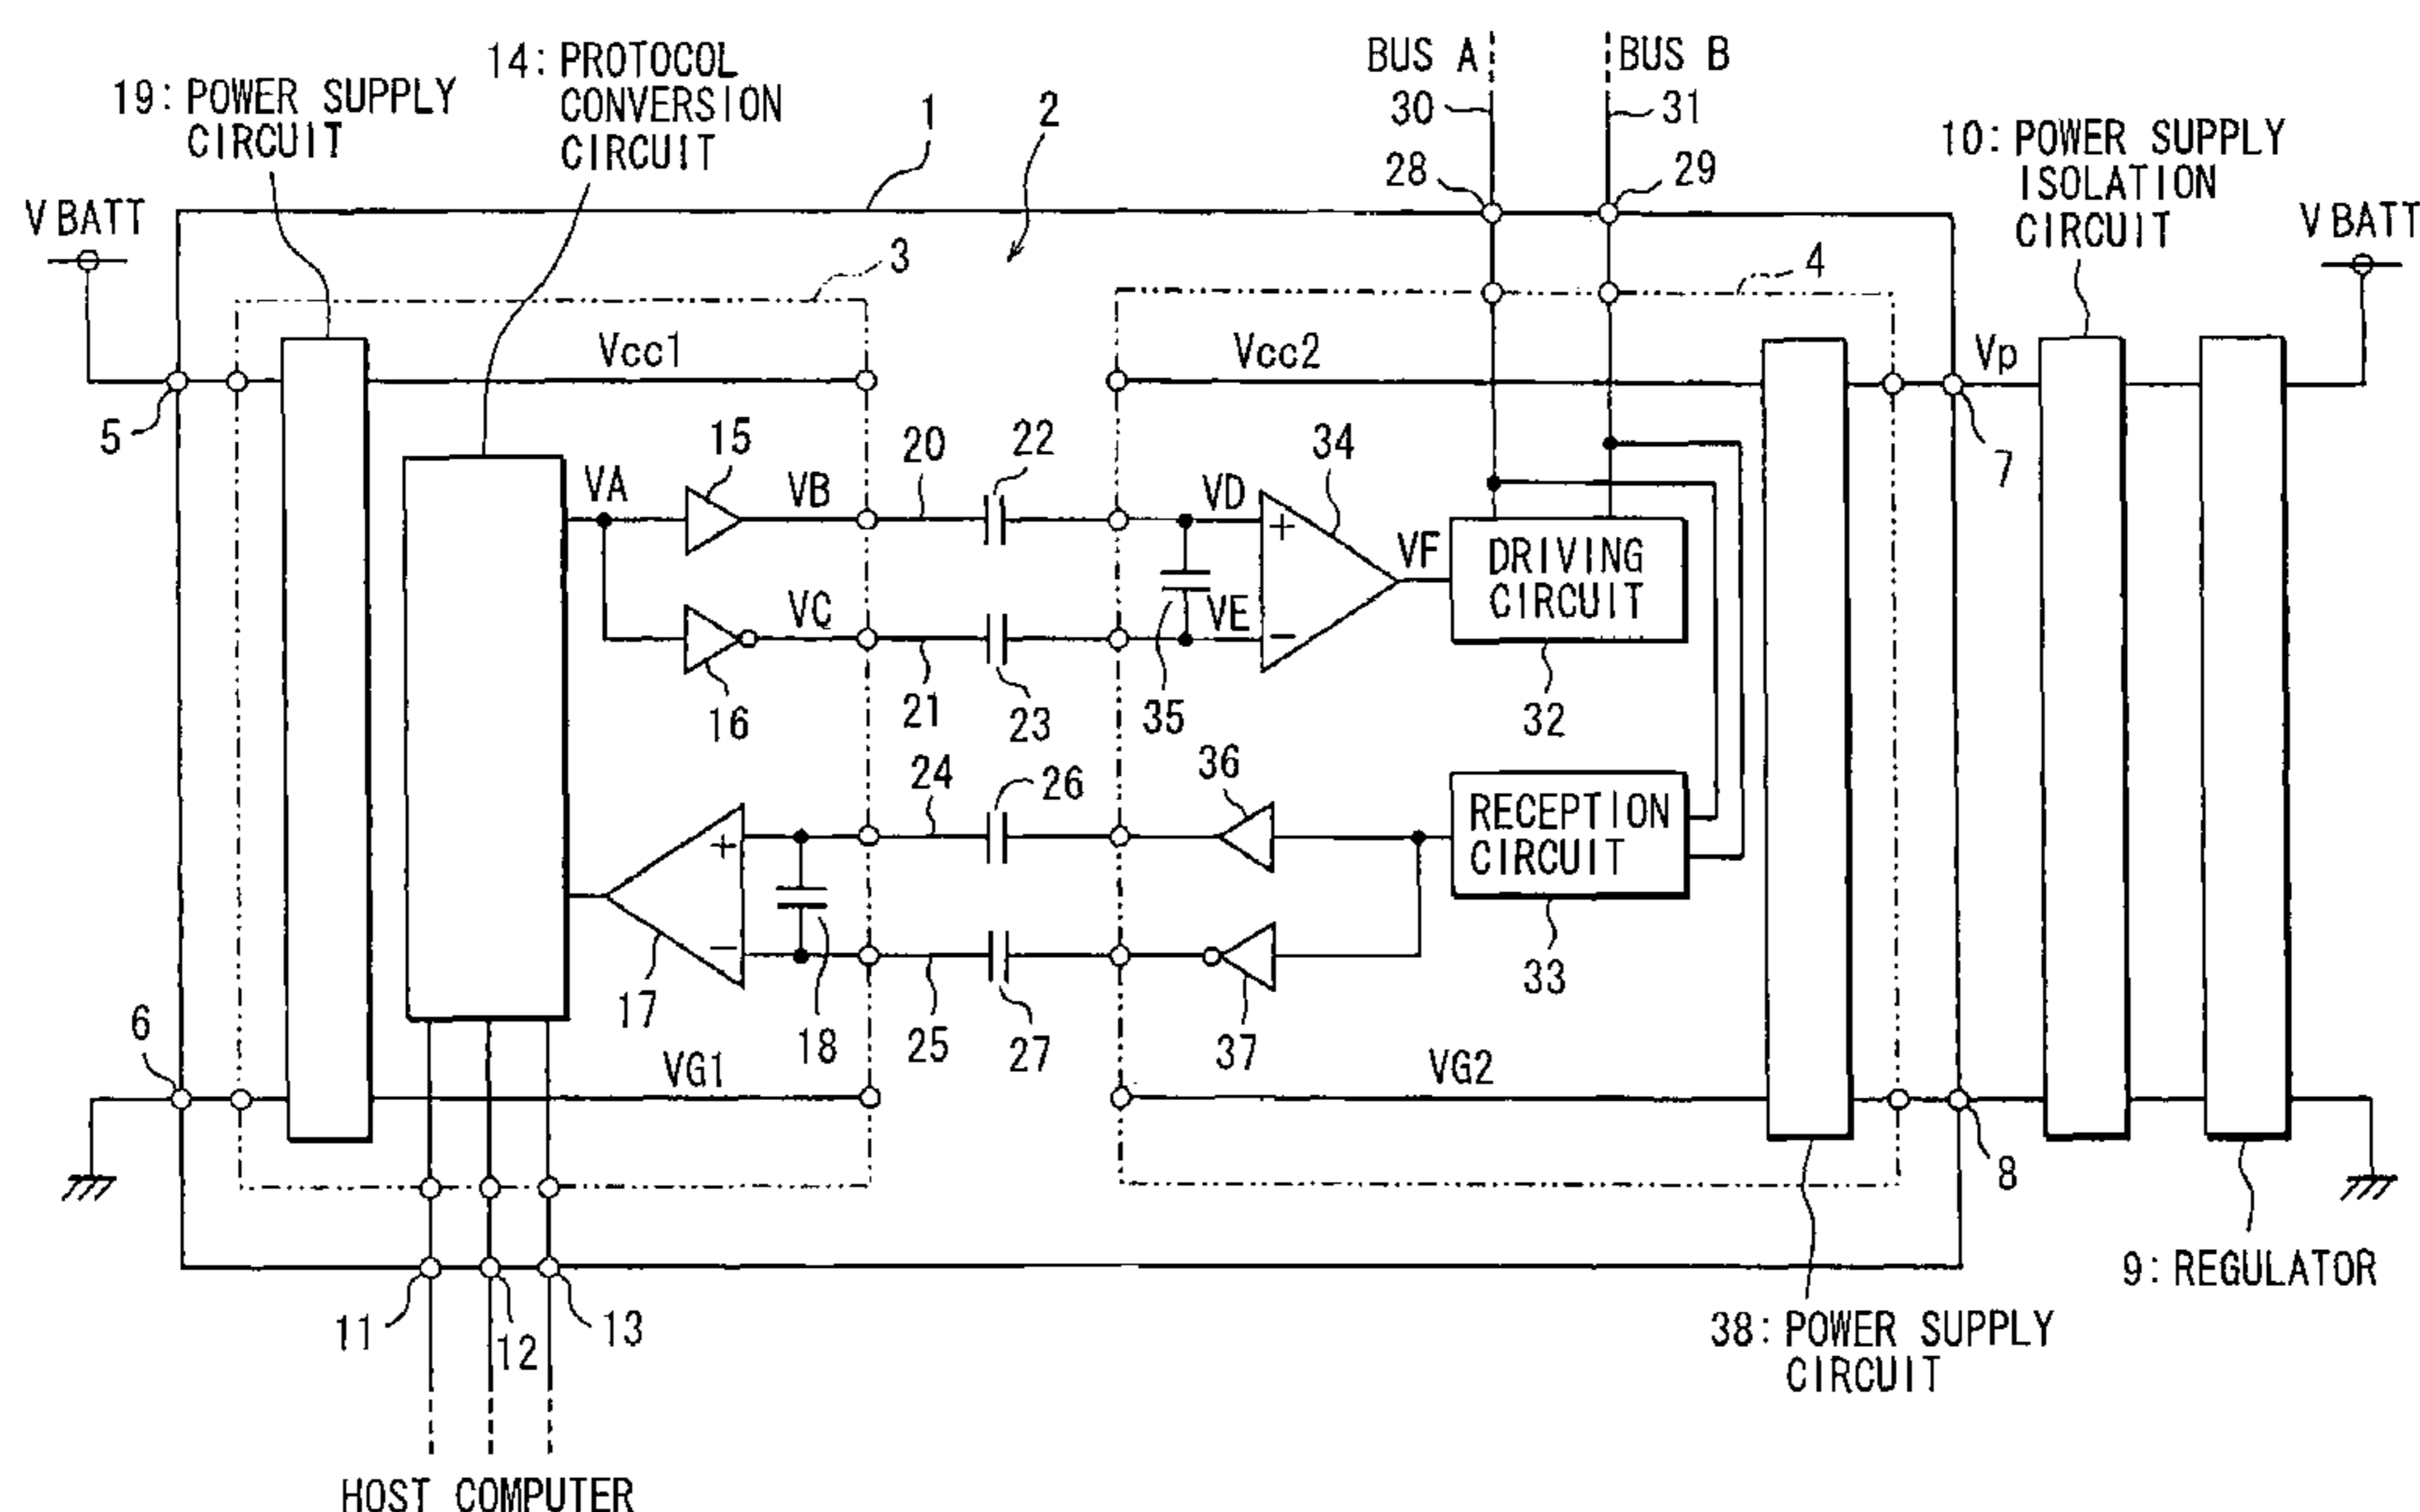 BUS A
BUS B
14: PROTOCOL
CONVERSION
CIRCUIT
19: POWER SUPPLY
CIRCUIT
1
2
30
31
10: POWER SUPPLY
ISOLATION
CIRCUIT
28
29
V BATT
V BATT
3
4
Vcc1
Vcc2
Vp
5
15
20
22
34
7
VA
VB
VD
+
VF
DRIVING
CIRCUIT
VC
VE
−
16
21
23
35
32
24
26
36
+
RECEPTION
CIRCUIT
−
17
18
25
27
37
33
6
VG1
VG2
8
9: REGULATOR
11
12
13
38: POWER SUPPLY
CIRCUIT
HOST COMPUTER